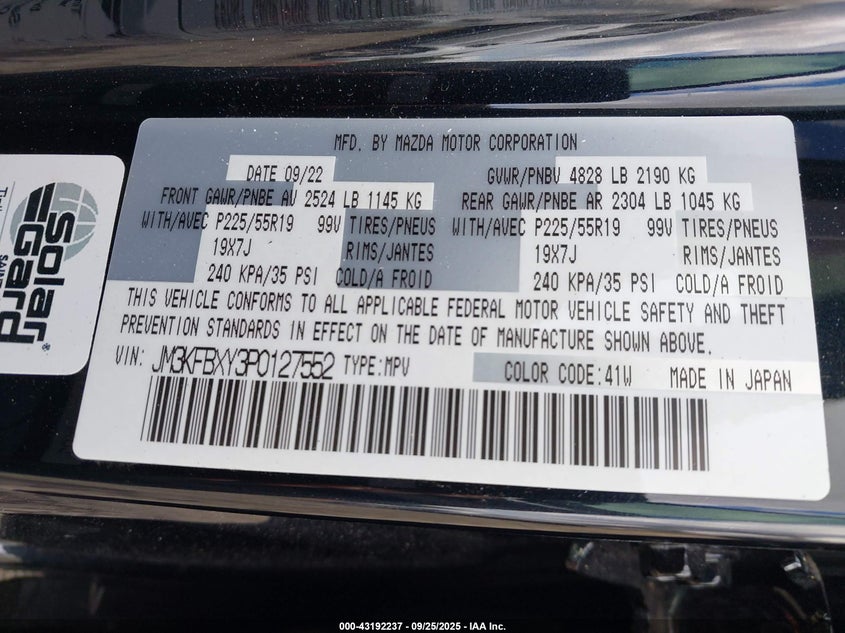 MFD. BY MAZDA MOTOR CORPORATION
DATE 09/22 GVWR/PNBV 4828 LB 2190 KG
FRONT GAWR/PNBE AV 2524 LB 1145 KG REAR GAWR/PNBE AR 2304 LB 1045 KG
WITH/AVEC P225/55R19 99V TIRES/PNEUS WITH/AVEC P225/55R19 99V TIRES/PNEUS
19X7J RIMS/JANTES 19X7J RIMS/JANTES
240 KPA/35 PSI COLD/A FROID 240 KPA/35 PSI COLD/A FROID
THIS VEHICLE CONFORMS TO ALL APPLICABLE FEDERAL MOTOR VEHICLE SAFETY AND THEFT
PREVENTION STANDARDS IN EFFECT ON THE DATE OF MANUFACTURE SHOWN ABOVE.
VIN: JM3KFBXY3P0127552 TYPE:MPV COLOR CODE:41W MADE IN JAPAN
Solar
Gard
000-43192237 - 09/25/2025 - IAA Inc.